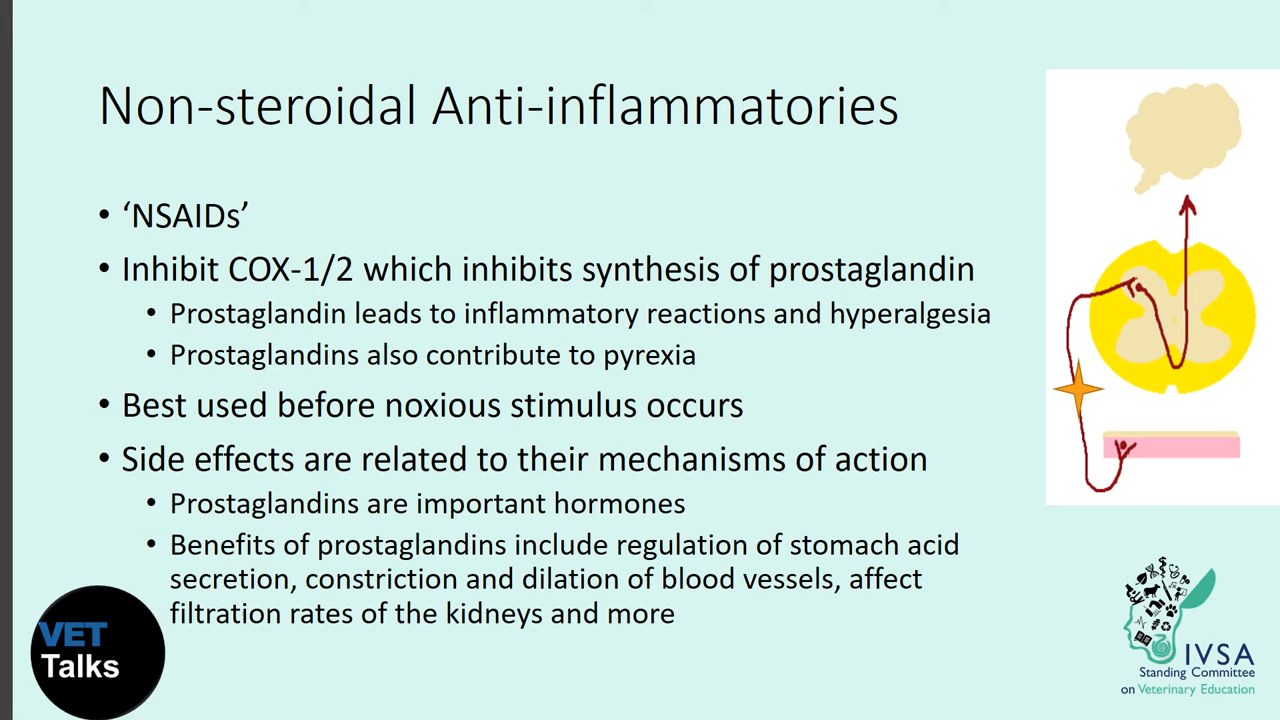 Non-steroidal Anti-inflammatories
• ‘NSAIDs’
• Inhibit COX-1/2 which inhibits synthesis of prostaglandin
• Prostaglandin leads to inflammatory reactions and hyperalgesia
• Prostaglandins also contribute to pyrexia
• Best used before noxious stimulus occurs
• Side effects are related to their mechanisms of action
• Prostaglandins are important hormones
• Benefits of prostaglandins include regulation of stomach acid
secretion, constriction and dilation of blood vessels, affect
filtration rates of the kidneys and more
VET
Talks
IVSA
Standing Committee
on Veterinary Education